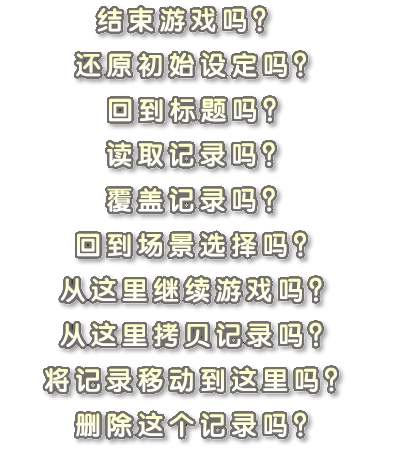 结束游戏吗?
还原初始设定吗?
回到标题吗?
读取记录吗?
覆盖记录吗?
回到场景选择吗?
从这里继续游戏吗?
从这里拷贝记录吗?
将记录移动到这里吗?
删除这个记录吗?